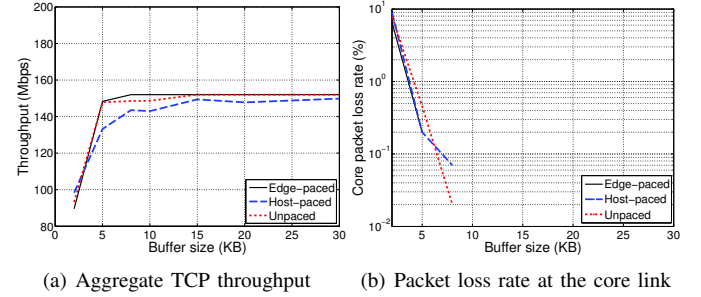 200
180
160
140
120
100
80
0 5 10 15 20 25 30
Throughput (Mbps)
Buffer size (KB)
Edge−paced
Host−paced
Unpaced
(a) Aggregate TCP throughput
10^1
10^0
10^−1
10^−2
5 10 15 20 25 30
Core packet loss rate (%)
Buffer size (KB)
Edge−paced
Host−paced
Unpaced
(b) Packet loss rate at the core link